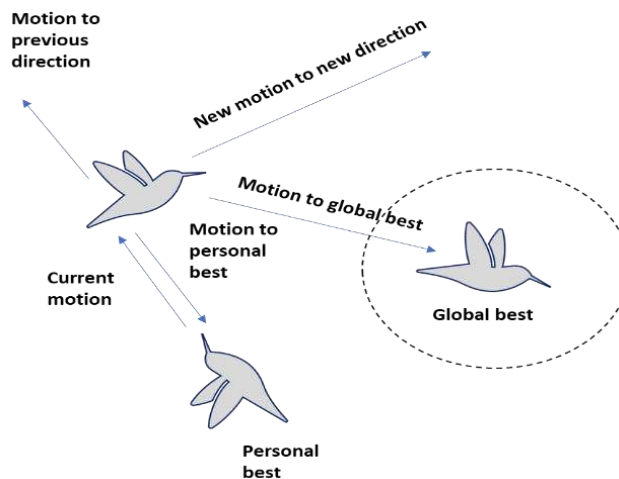 Motion to
previous
direction
New motion to new direction
Motion to global best
Motion to
personal
best
Current
motion
Global best
Personal
best